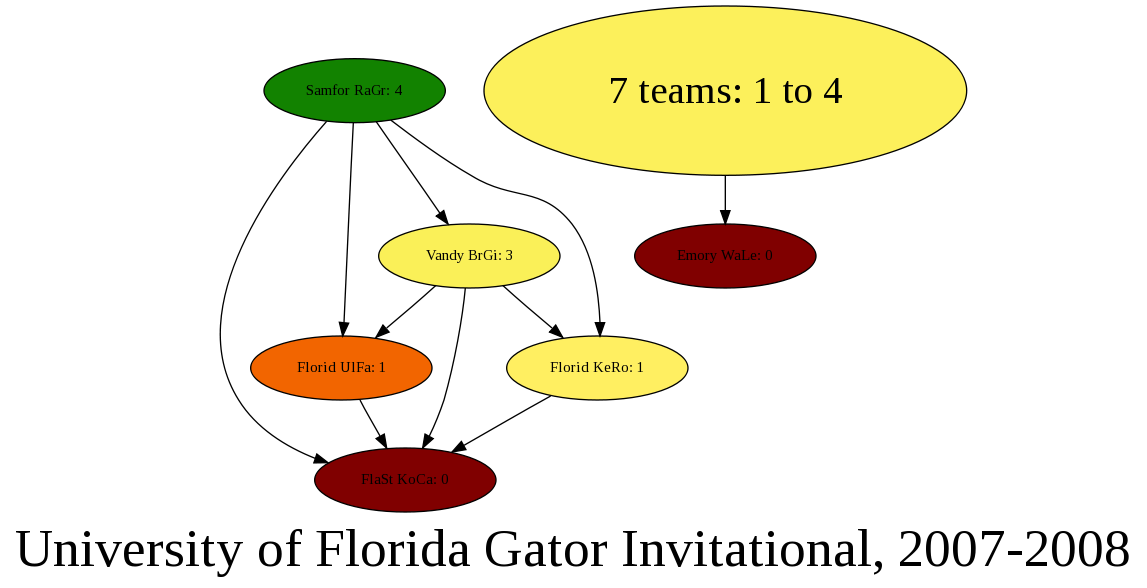 7 teams: 1 to 4
Samfor RaGr: 4
Vandy BrGi: 3
Emory WaLe: 0
Florid UlFa: 1
Florid KeRo: 1
FlaSt KoCa: 0
University of Florida Gator Invitational, 2007-2008